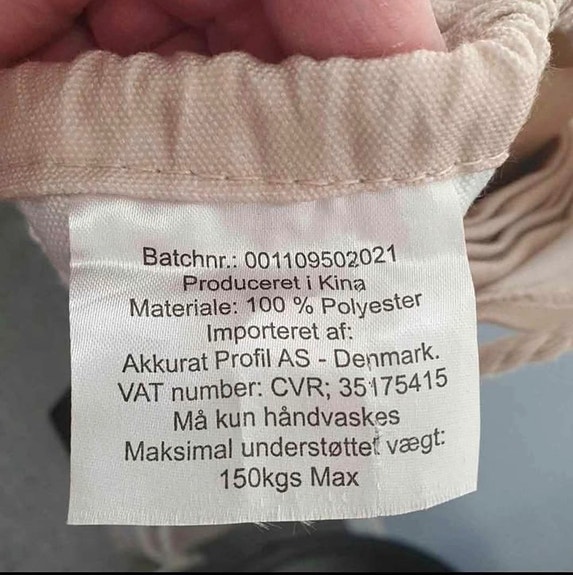 Batchnr.: 001109502021
Produceret i Kina
Materiale: 100 % Polyester
Importeret af:
Akkurat Profil AS - Denmark.
VAT number: CVR; 35175415
Må kun håndvaskes
Maksimal understøttet vægt:
150kgs Max